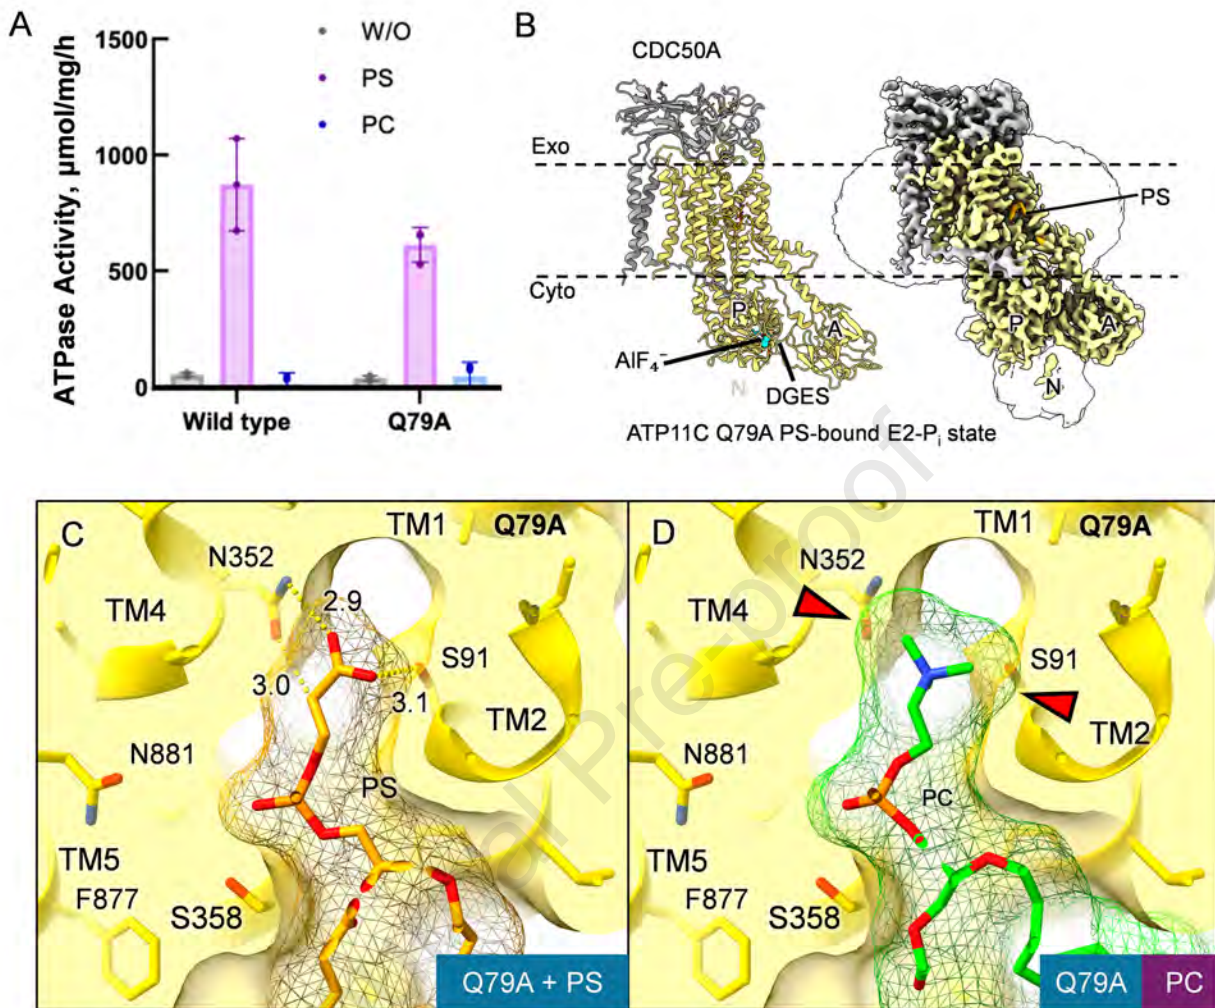 A
ATPase Activity, µmol/mg/h
1500
1000
500
0
W/O
PS
PC
Wild type
Q79A
B
CDC50A
Exo
Cyto
PS
P
A
AlF₄⁻
N
DGES
P
A
N
ATP11C Q79A PS-bound E2-Pᵢ state
C
TM1
Q79A
N352
2.9
TM4
3.0
S91
3.1
TM2
N881
PS
TM5
F877
S358
Q79A + PS
D
TM1
Q79A
N352
TM4
S91
TM2
N881
PC
TM5
F877
S358
Q79A
PC
al Pre-proof